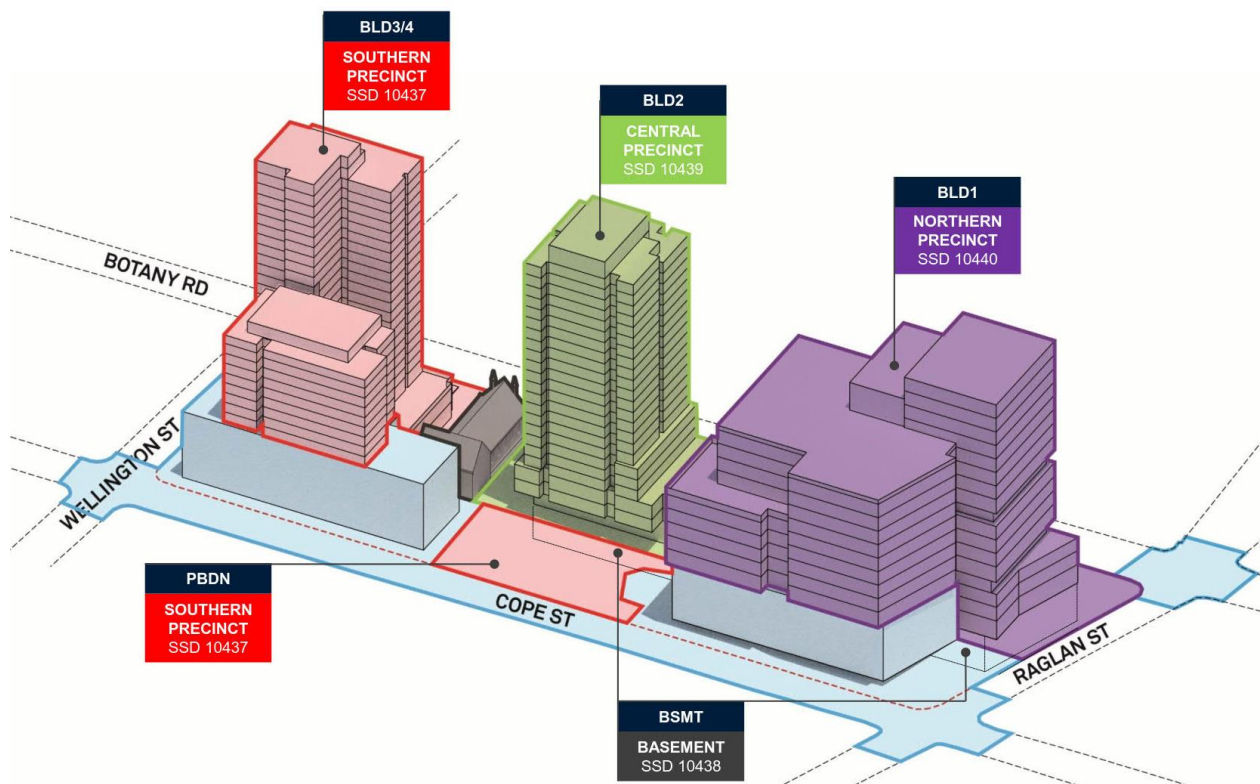 BLD3/4
SOUTHERN
PRECINCT
SSD 10437
BLD2
CENTRAL
PRECINCT
SSD 10439
BLD1
NORTHERN
PRECINCT
SSD 10440
BOTANY RD
WELLINGTON ST
PBDN
SOUTHERN
PRECINCT
SSD 10437
COPE ST
RAGLAN ST
BSMT
BASEMENT
SSD 10438